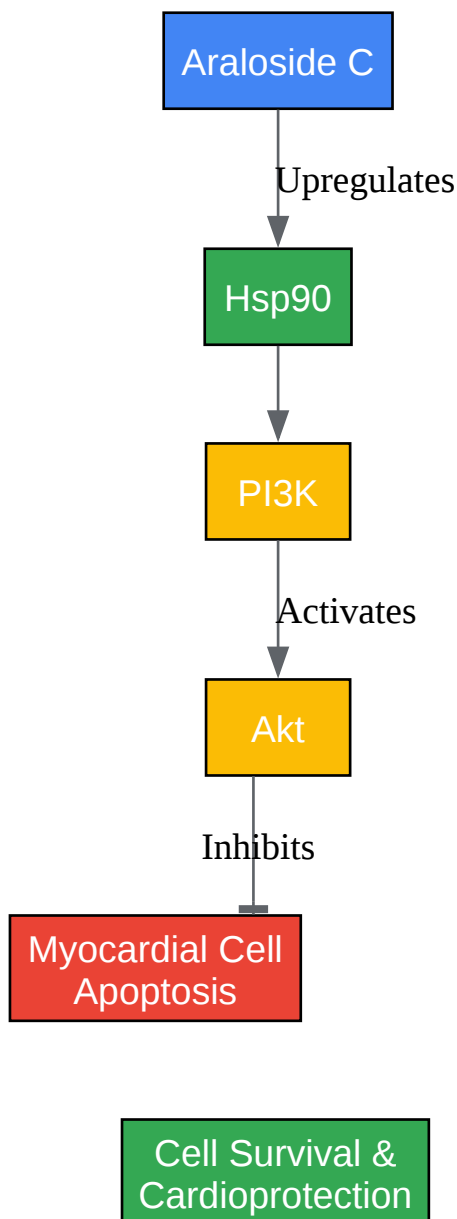 Araloside C
Upregulates
Hsp90
PI3K
Activates
Akt
Inhibits
Myocardial Cell
Apoptosis
Cell Survival &
Cardioprotection